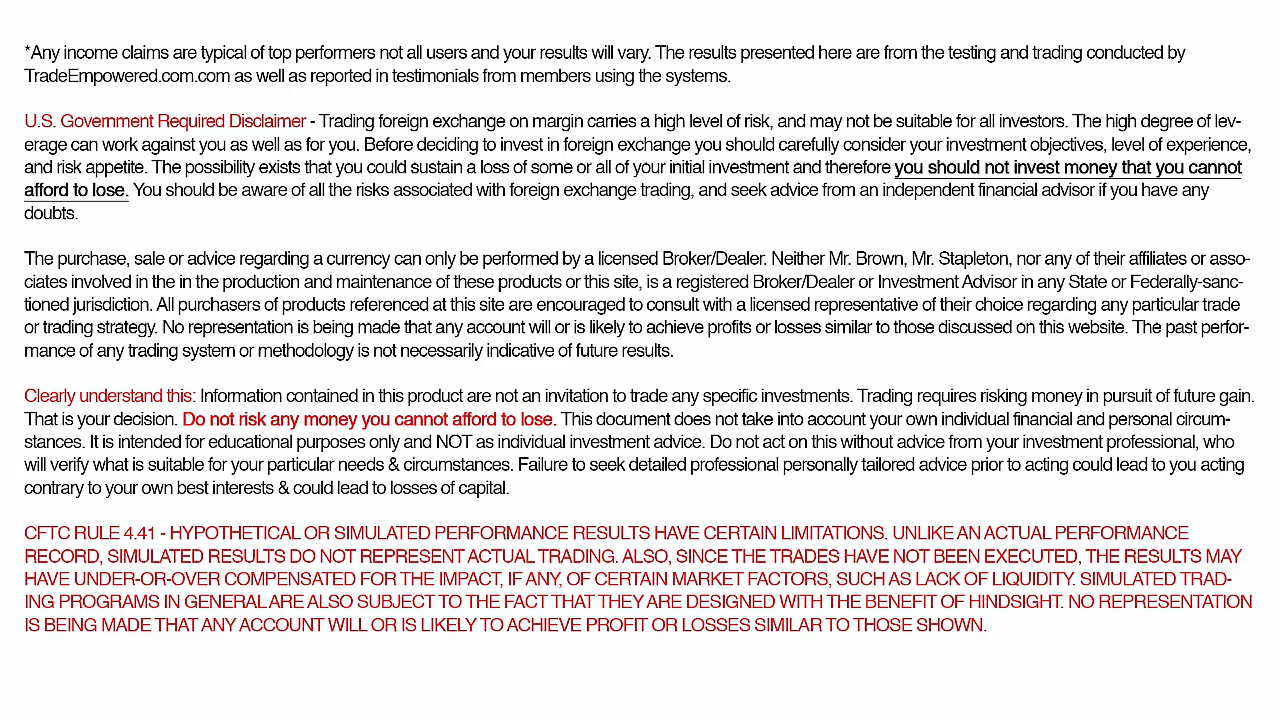 *Any income claims are typical of top performers not all users and your results will vary. The results presented here are from the testing and trading conducted by
TradeEmpowered.com.com as well as reported in testimonials from members using the systems.
U.S. Government Required Disclaimer - Trading foreign exchange on margin carries a high level of risk, and may not be suitable for all investors. The high degree of lev-
erage can work against you as well as for you. Before deciding to invest in foreign exchange you should carefully consider your investment objectives, level of experience,
and risk appetite. The possibility exists that you could sustain a loss of some or all of your initial investment and therefore you should not invest money that you cannot
afford to lose. You should be aware of all the risks associated with foreign exchange trading, and seek advice from an independent financial advisor if you have any
doubts.
The purchase, sale or advice regarding a currency can only be performed by a licensed Broker/Dealer. Neither Mr. Brown, Mr. Stapleton, nor any of their affiliates or asso-
ciates involved in the in the production and maintenance of these products or this site, is a registered Broker/Dealer or Investment Advisor in any State or Federally-sanc-
tioned jurisdiction. All purchasers of products referenced at this site are encouraged to consult with a licensed representative of their choice regarding any particular trade
or trading strategy. No representation is being made that any account will or is likely to achieve profits or losses similar to those discussed on this website. The past perfor-
mance of any trading system or methodology is not necessarily indicative of future results.
Clearly understand this: Information contained in this product are not an invitation to trade any specific investments. Trading requires risking money in pursuit of future gain.
That is your decision. Do not risk any money you cannot afford to lose. This document does not take into account your own individual financial and personal circum-
stances. It is intended for educational purposes only and NOT as individual investment advice. Do not act on this without advice from your investment professional, who
will verify what is suitable for your particular needs & circumstances. Failure to seek detailed professional personally tailored advice prior to acting could lead to you acting
contrary to your own best interests & could lead to losses of capital.
CFTC RULE 4.41 - HYPOTHETICAL OR SIMULATED PERFORMANCE RESULTS HAVE CERTAIN LIMITATIONS. UNLIKE AN ACTUAL PERFORMANCE
RECORD, SIMULATED RESULTS DO NOT REPRESENT ACTUAL TRADING. ALSO, SINCE THE TRADES HAVE NOT BEEN EXECUTED, THE RESULTS MAY
HAVE UNDER-OR-OVER COMPENSATED FOR THE IMPACT, IF ANY, OF CERTAIN MARKET FACTORS, SUCH AS LACK OF LIQUIDITY. SIMULATED TRAD-
ING PROGRAMS IN GENERAL ARE ALSO SUBJECT TO THE FACT THAT THEY ARE DESIGNED WITH THE BENEFIT OF HINDSIGHT. NO REPRESENTATION
IS BEING MADE THAT ANY ACCOUNT WILL OR IS LIKELY TO ACHIEVE PROFIT OR LOSSES SIMILAR TO THOSE SHOWN.